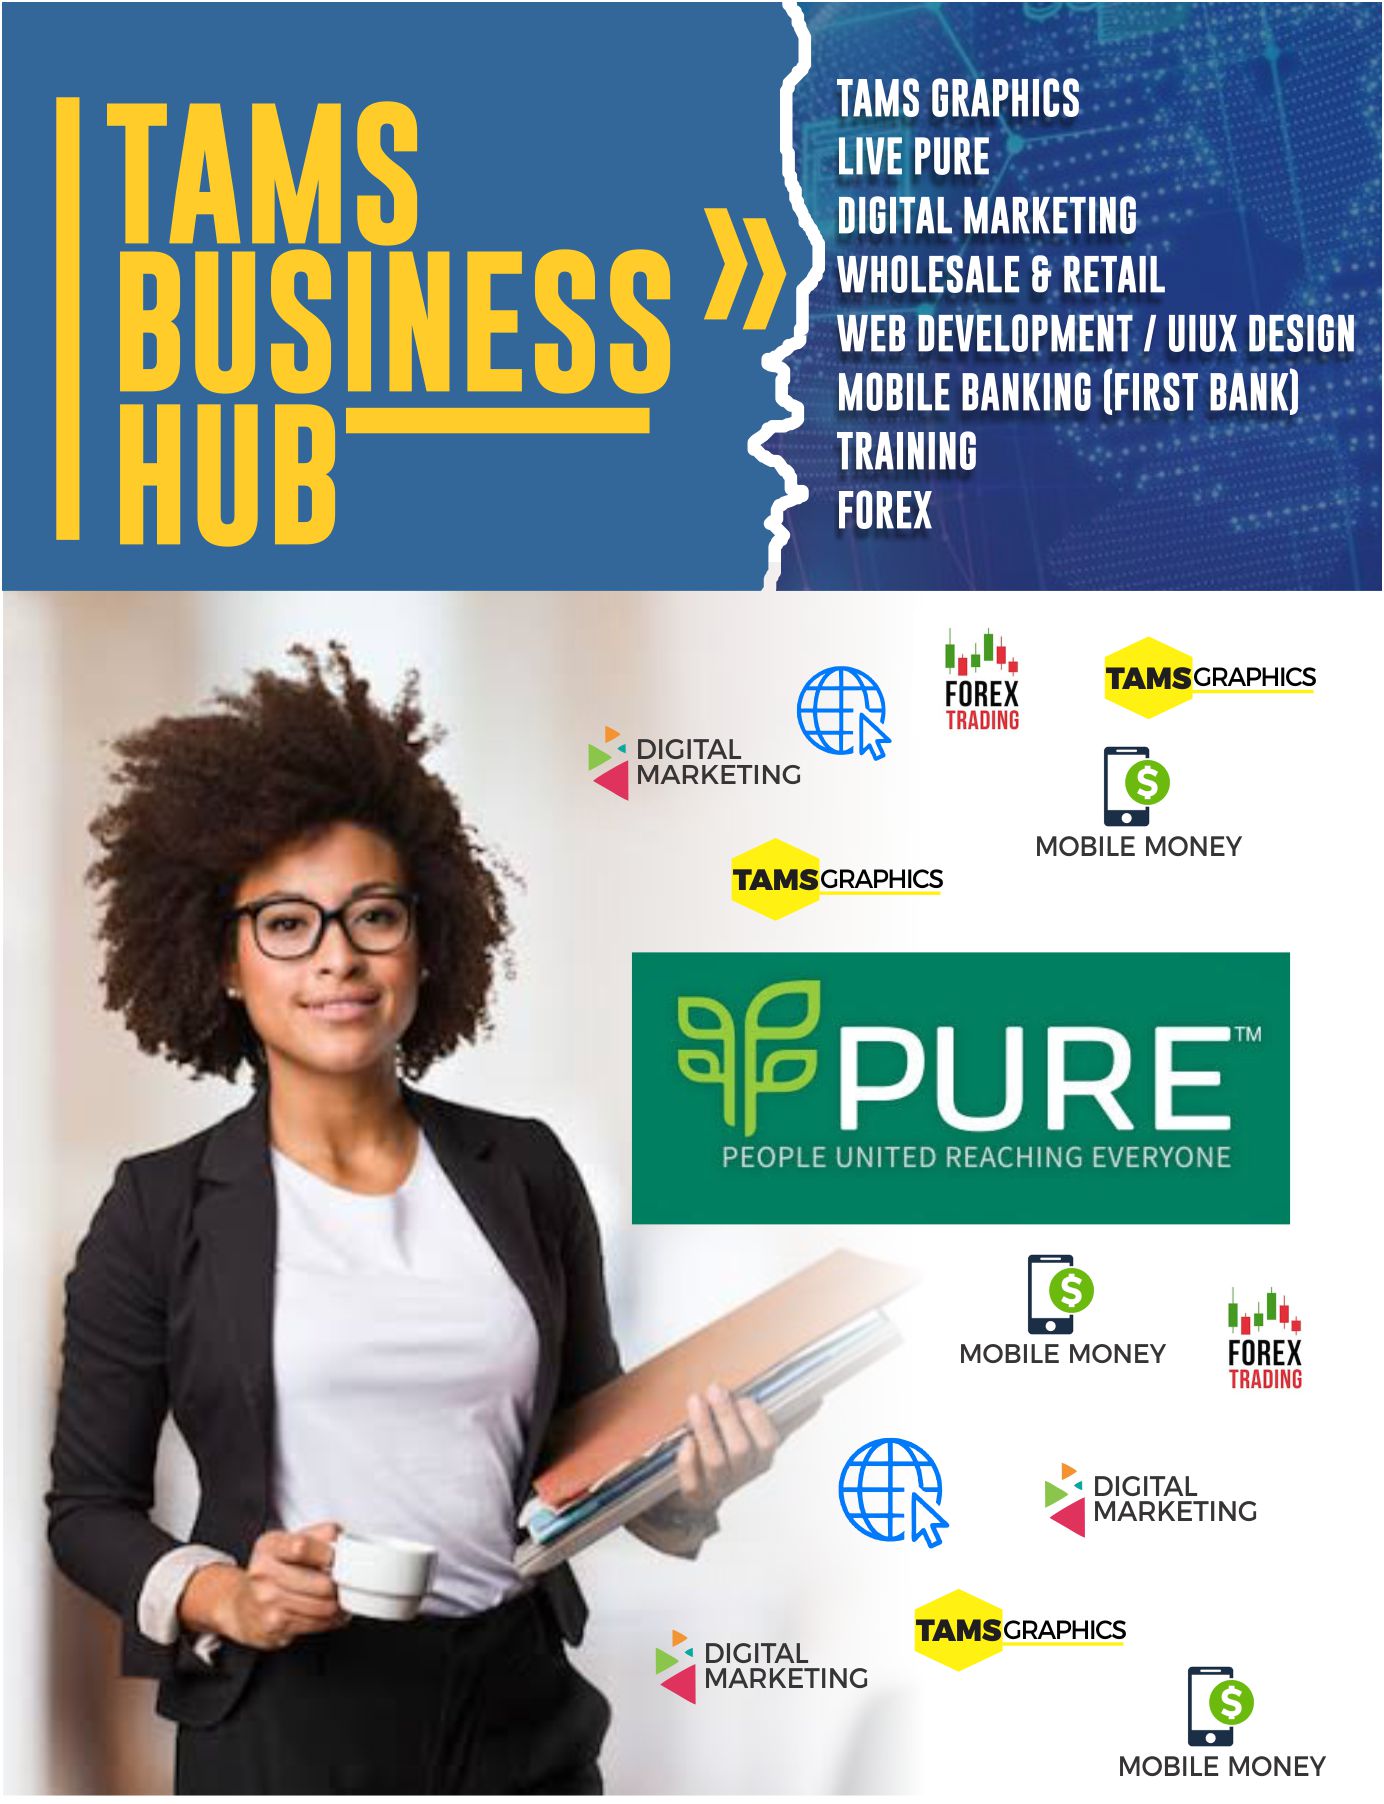 TAMS
BUSINESS
HUB
TAMS GRAPHICS
LIVE PURE
DIGITAL MARKETING
WHOLESALE & RETAIL
WEB DEVELOPMENT / UIUX DESIGN
MOBILE BANKING (FIRST BANK)
TRAINING
FOREX
FOREX
TRADING
TAMSGRAPHICS
DIGITAL
MARKETING
$
MOBILE MONEY
TAMSGRAPHICS
PURE™
PEOPLE UNITED REACHING EVERYONE
$
MOBILE MONEY
FOREX
TRADING
DIGITAL
MARKETING
TAMSGRAPHICS
DIGITAL
MARKETING
$
MOBILE MONEY